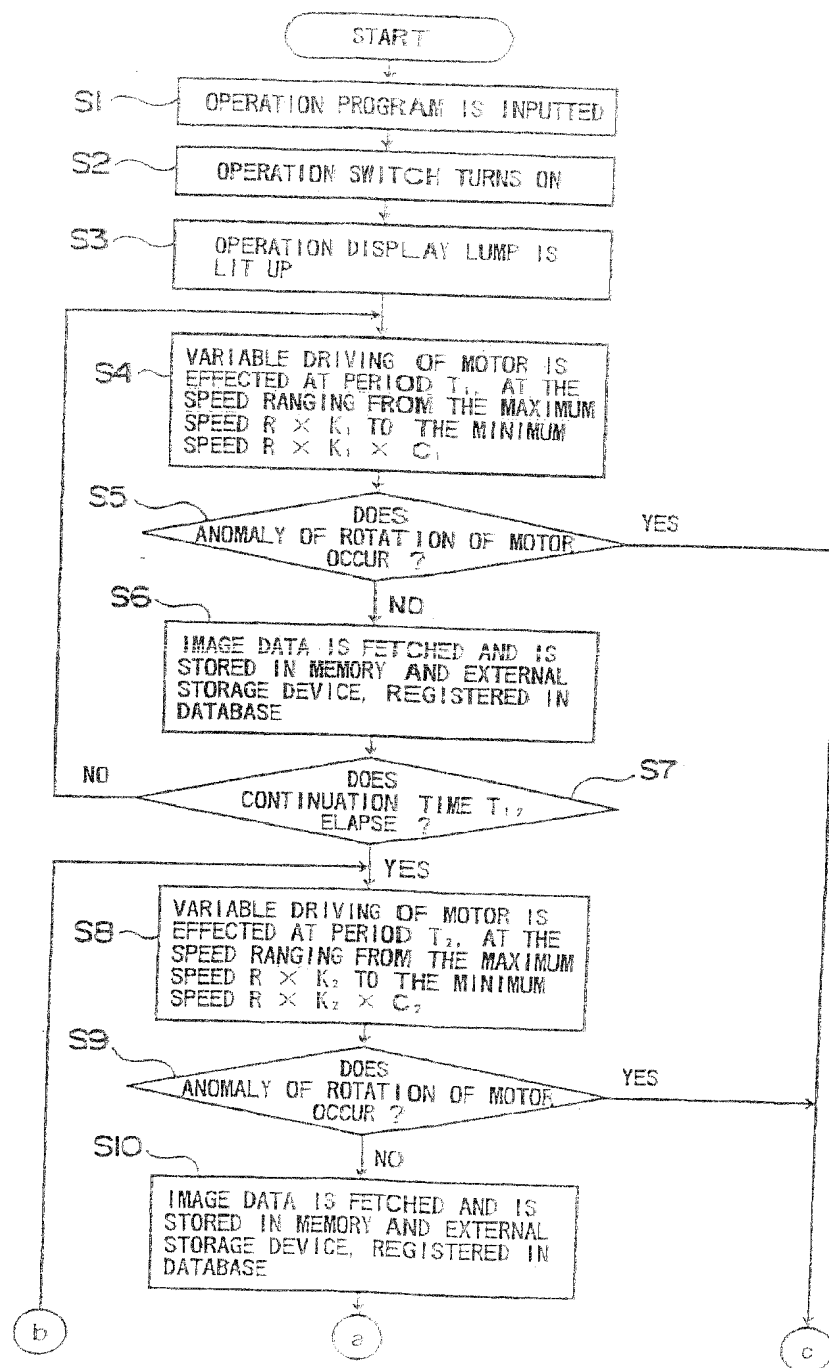 START
S1
OPERATION PROGRAM IS INPUTTED
S2
OPERATION SWITCH TURNS ON
S3
OPERATION DISPLAY LUMP IS
LIT UP
S4
VARIABLE DRIVING OF MOTOR IS
EFFECTED AT PERIOD T₁, AT THE
SPEED RANGING FROM THE MAXIMUM
SPEED R × K₁ TO THE MINIMUM
SPEED R × K₁ × C₁
S5
DOES
ANOMALY OF ROTATION OF MOTOR
OCCUR ?
YES
NO
S6
IMAGE DATA IS FETCHED AND IS
STORED IN MEMORY AND EXTERNAL
STORAGE DEVICE, REGISTERED IN
DATABASE
NO
S7
DOES
CONTINUATION TIME T₁₂
ELAPSE ?
YES
S8
VARIABLE DRIVING OF MOTOR IS
EFFECTED AT PERIOD T₂, AT THE
SPEED RANGING FROM THE MAXIMUM
SPEED R × K₂ TO THE MINIMUM
SPEED R × K₂ × C₂
S9
DOES
ANOMALY OF ROTATION OF MOTOR
OCCUR ?
YES
NO
S10
IMAGE DATA IS FETCHED AND IS
STORED IN MEMORY AND EXTERNAL
STORAGE DEVICE, REGISTERED IN
DATABASE
b
a
c